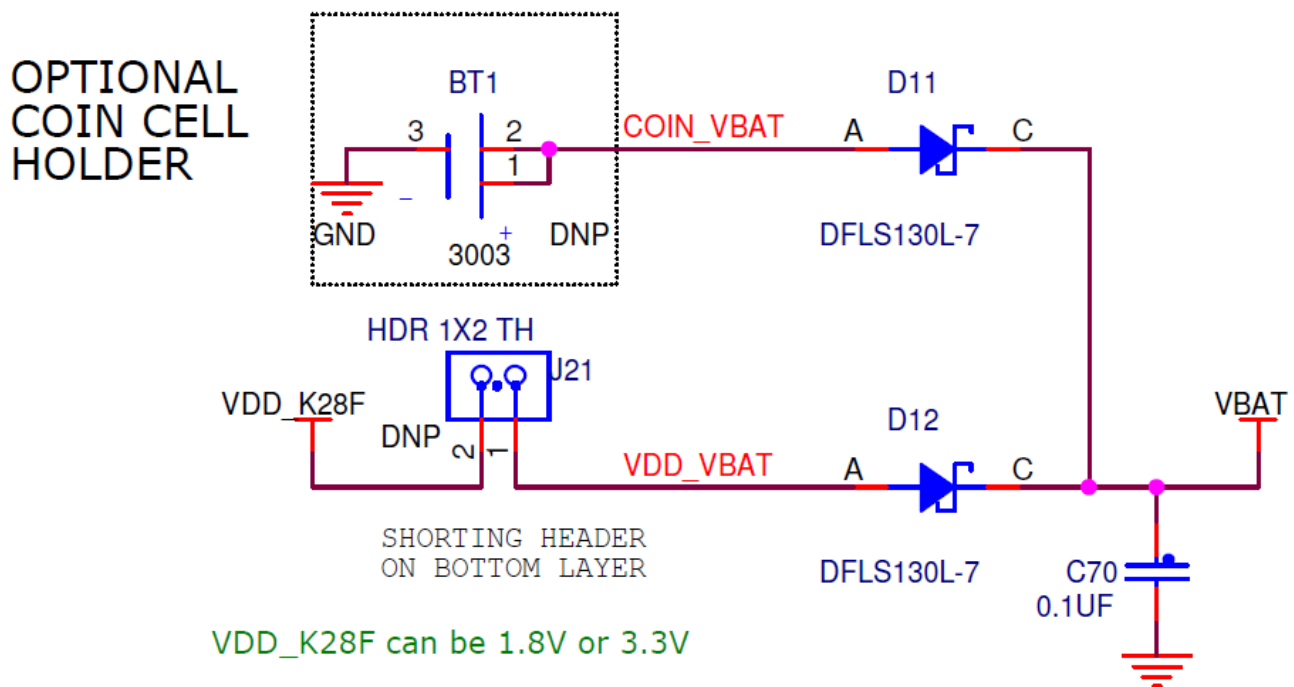 OPTIONAL
COIN CELL
HOLDER
BT1
3
2
1
-
+
GND
3003
DNP
COIN_VBAT
D11
A
C
DFLS130L-7
HDR 1X2 TH
J21
VDD_K28F
DNP
2
1
VDD_VBAT
D12
A
C
VBAT
SHORTING HEADER
ON BOTTOM LAYER
DFLS130L-7
C70
0.1UF
VDD_K28F can be 1.8V or 3.3V